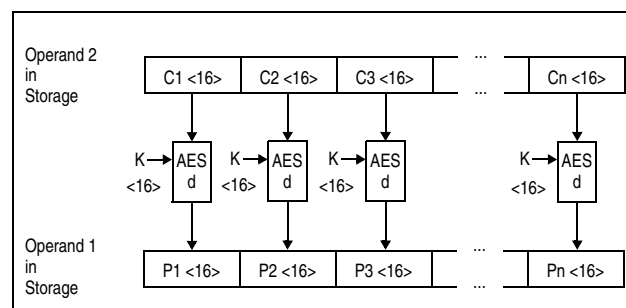 Operand 2
in
Storage
C1 <16> C2 <16> C3 <16> ... ... Cn <16>
K AES d K AES d K AES d K AES d
<16> <16> <16> <16>
Operand 1
in
Storage
P1 <16> P2 <16> P3 <16> ... ... Pn <16>